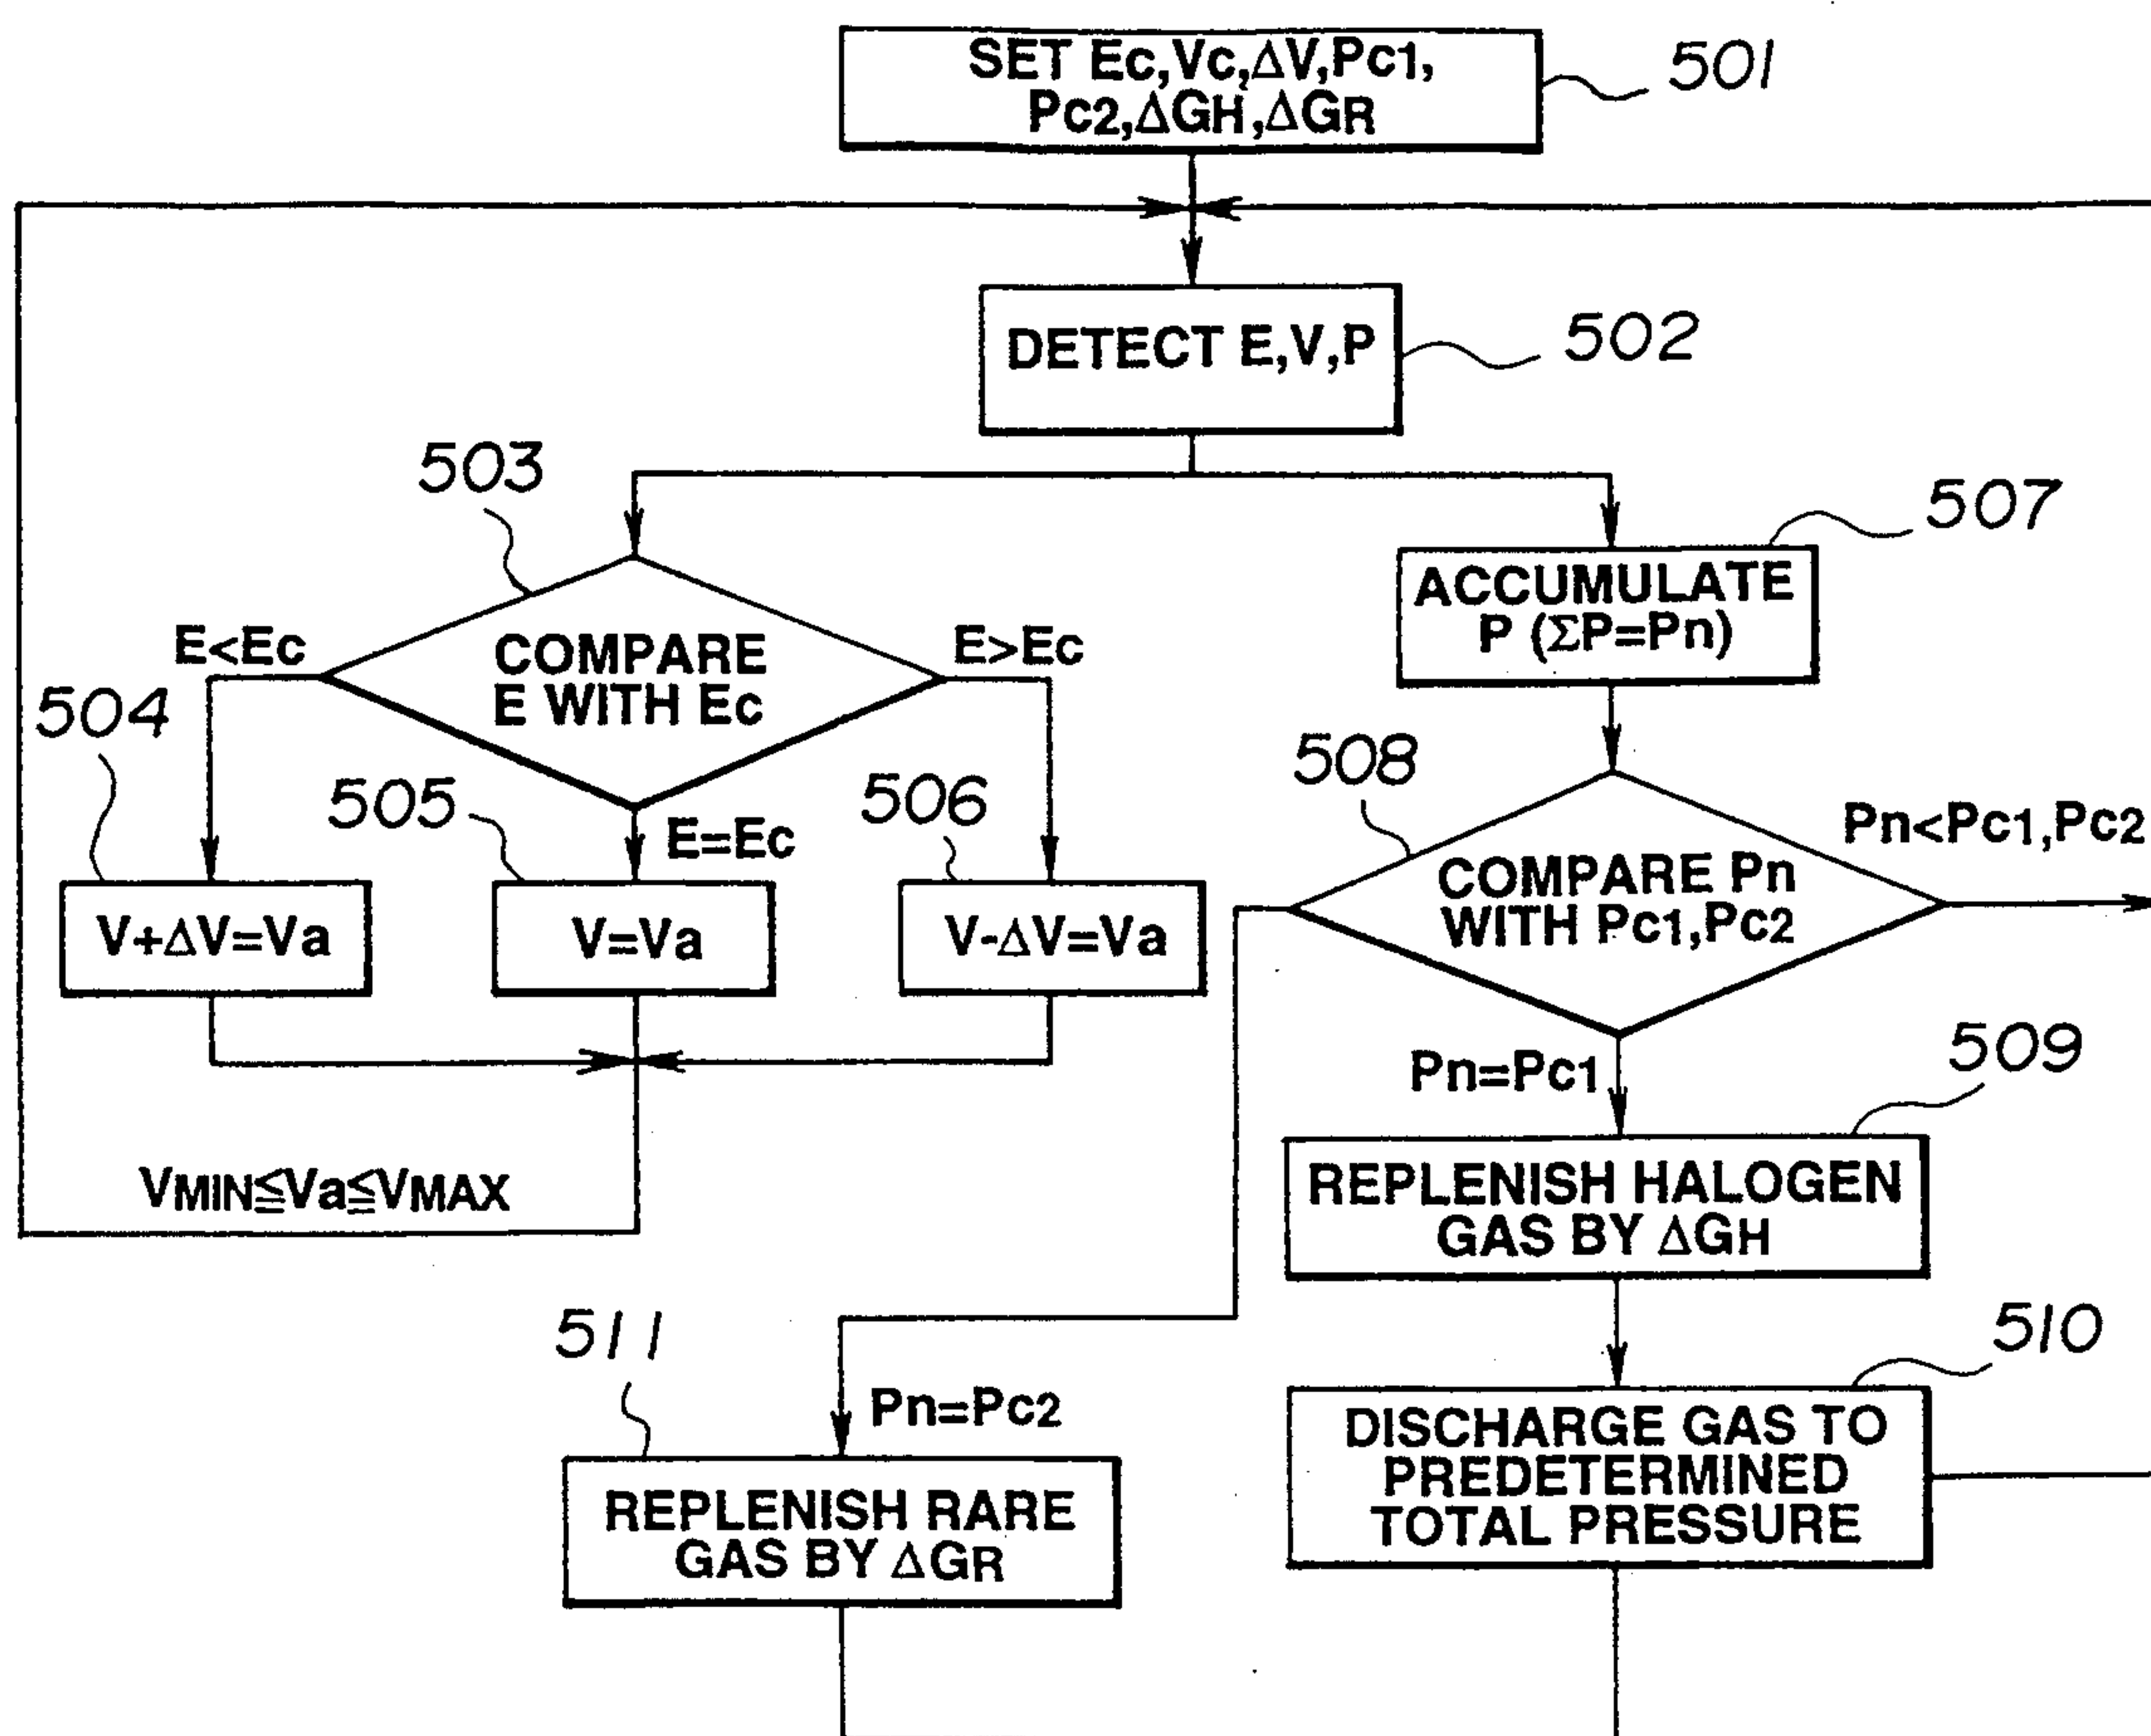 SET Ec,Vc,ΔV,Pc1,
Pc2,ΔGH,ΔGR
501
DETECT E,V,P
502
503
COMPARE
E WITH Ec
E<Ec
E>Ec
E=Ec
504
V+ΔV=Va
505
V=Va
506
V-ΔV=Va
VMIN≦Va≦VMAX
507
ACCUMULATE
P (ΣP=Pn)
508
COMPARE Pn
WITH Pc1,Pc2
Pn<Pc1,Pc2
Pn=Pc1
509
REPLENISH HALOGEN
GAS BY ΔGH
510
DISCHARGE GAS TO
PREDETERMINED
TOTAL PRESSURE
511
Pn=Pc2
REPLENISH RARE
GAS BY ΔGR